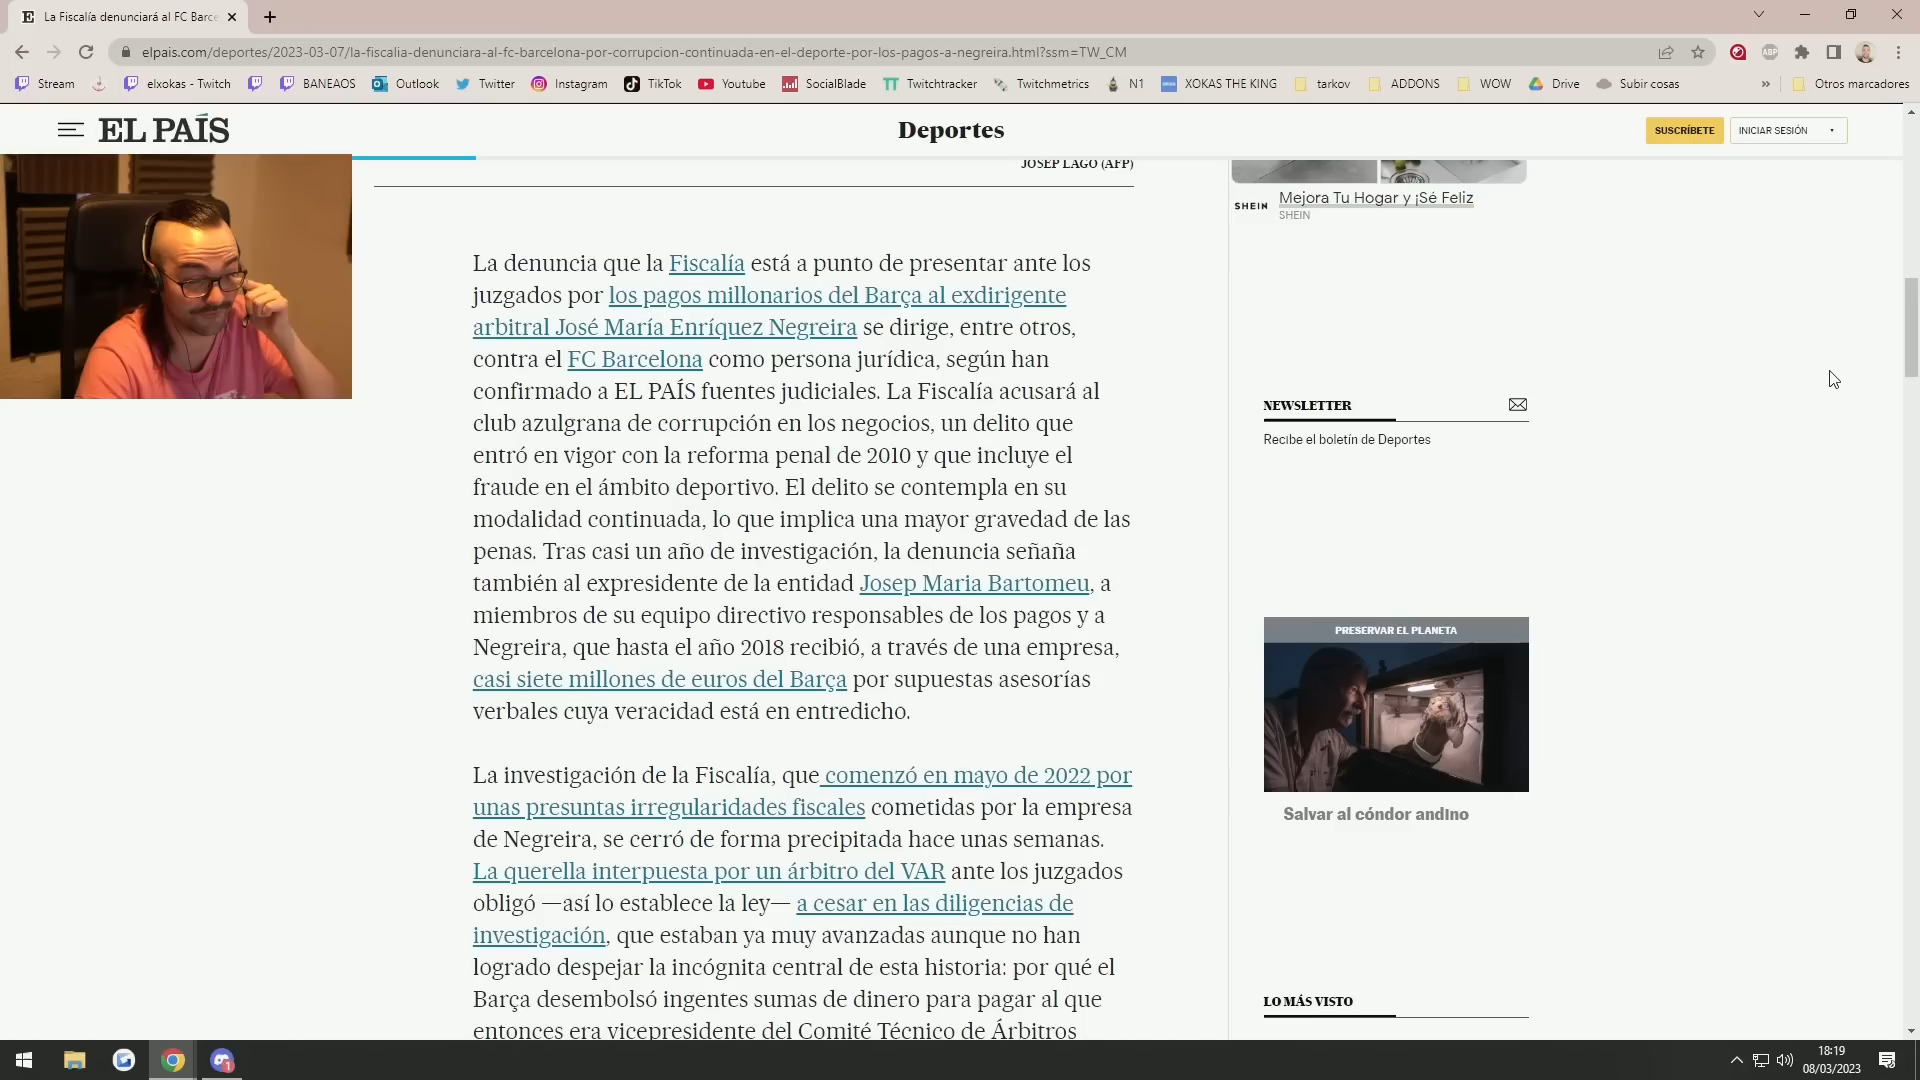 La Fiscalía denunciará al FC Barce
elpais.com/deportes/2023-03-07/la-fiscalia-denunciara-al-fc-barcelona-por-corrupcion-continuada-en-el-deporte-por-los-pagos-a-negreira.html?ssm=TW_CM
Stream elxokas - Twitch BANEAOS Outlook Twitter Instagram TikTok Youtube SocialBlade Twitchtracker Twitchmetrics N1 XOKAS THE KING tarkov ADDONS WOW Drive Subir cosas » Otros marcadores
EL PAÍS
Deportes
SUSCRÍBETE
INICIAR SESIÓN
JOSEP LAGO (AFP)
La denuncia que la Fiscalía está a punto de presentar ante los
juzgados por los pagos millonarios del Barça al exdirigente
arbitral José María Enríquez Negreira se dirige, entre otros,
contra el FC Barcelona como persona jurídica, según han
confirmado a EL PAÍS fuentes judiciales. La Fiscalía acusará al
club azulgrana de corrupción en los negocios, un delito que
entró en vigor con la reforma penal de 2010 y que incluye el
fraude en el ámbito deportivo. El delito se contempla en su
modalidad continuada, lo que implica una mayor gravedad de las
penas. Tras casi un año de investigación, la denuncia señaña
también al expresidente de la entidad Josep Maria Bartomeu, a
miembros de su equipo directivo responsables de los pagos y a
Negreira, que hasta el año 2018 recibió, a través de una empresa,
casi siete millones de euros del Barça por supuestas asesorías
verbales cuya veracidad está en entredicho.
La investigación de la Fiscalía, que comenzó en mayo de 2022 por
unas presuntas irregularidades fiscales cometidas por la empresa
de Negreira, se cerró de forma precipitada hace unas semanas.
La querella interpuesta por un árbitro del VAR ante los juzgados
obligó —así lo establece la ley— a cesar en las diligencias de
investigación, que estaban ya muy avanzadas aunque no han
logrado despejar la incógnita central de esta historia: por qué el
Barça desembolsó ingentes sumas de dinero para pagar al que
entonces era vicepresidente del Comité Técnico de Árbitros
SHEIN
Mejora Tu Hogar y ¡Sé Feliz
SHEIN
NEWSLETTER
Recibe el boletín de Deportes
PRESERVAR EL PLANETA
Salvar al cóndor andino
LO MÁS VISTO
ABP
1
18:19
08/03/2023